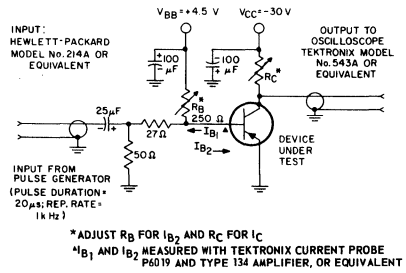 VBB=+4.5 V
VCC=-30V
INPUT:
HEWLETT-PACKARD
MODEL No.214A OR
EQUIVALENT
OUTPUT TO
OSCILLOSCOPE
TEKTRONIX MODEL
No.543A OR
EQUIVALENT
+
100
μF
+
100
μF
RC*
*
RB
25μF
- +
27Ω
250 Ω
IB1 ▲
IB2
50Ω
DEVICE
UNDER
TEST
INPUT FROM
PULSE GENERATOR
(PULSE DURATION=
20μs; REP. RATE=
1kHz)
*ADJUST RB FOR IB2 AND RC FOR IC
▲IB1 AND IB2 MEASURED WITH TEKTRONIX CURRENT PROBE
P6019 AND TYPE 134 AMPLIFIER, OR EQUIVALENT